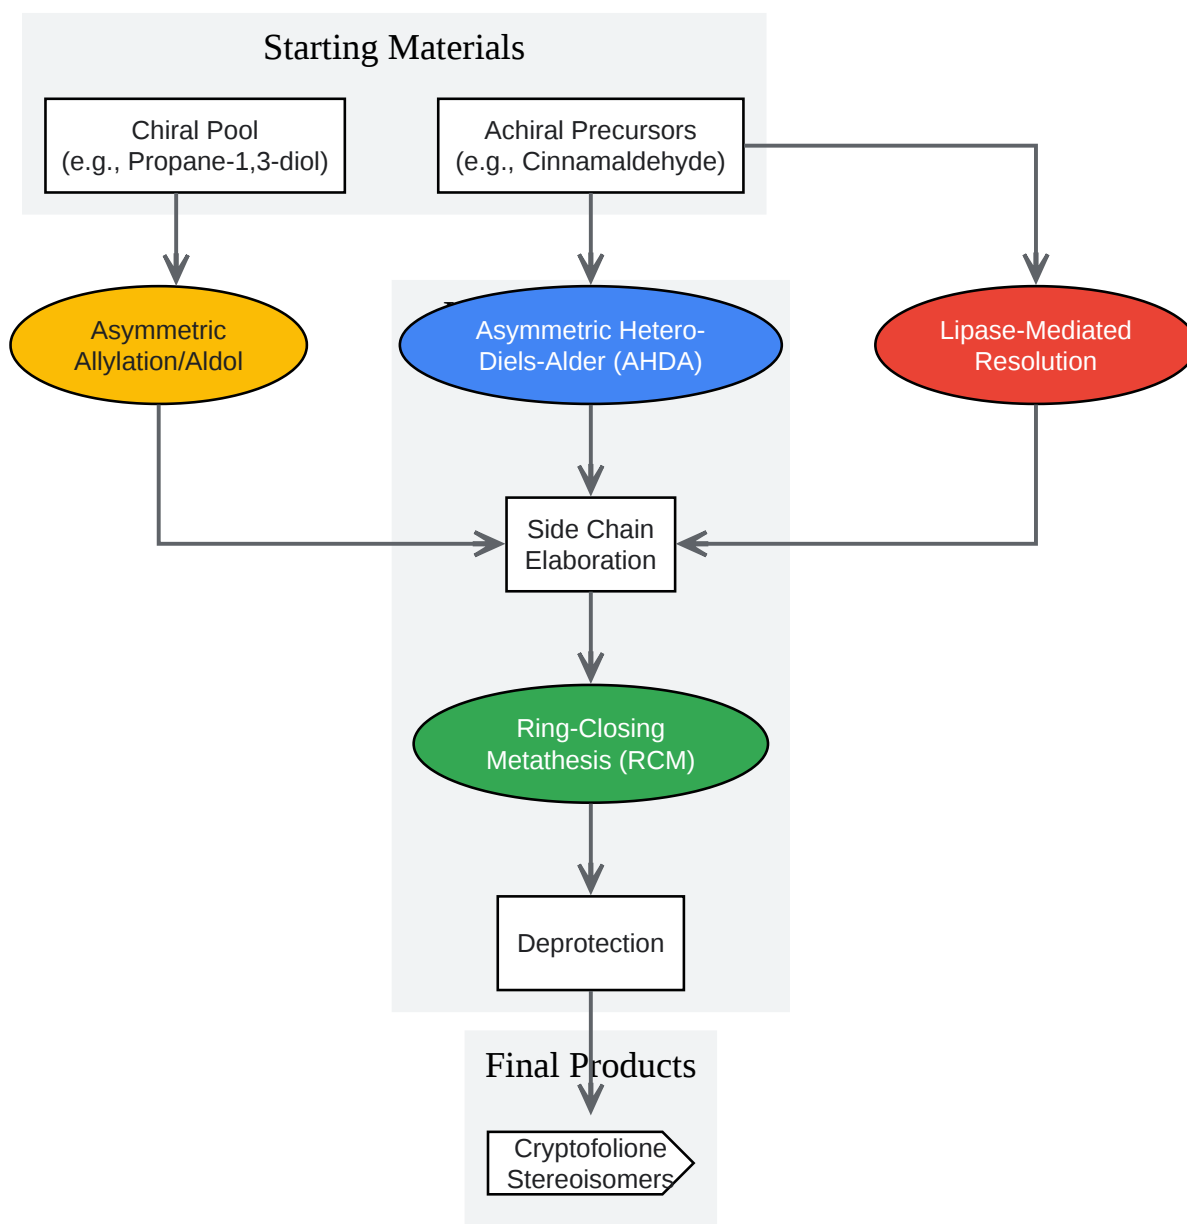 Starting Materials
Chiral Pool
(e.g., Propane-1,3-diol)
Achiral Precursors
(e.g., Cinnamaldehyde)
Asymmetric
Allylation/Aldol
Asymmetric Hetero-
Diels-Alder (AHDA)
Lipase-Mediated
Resolution
Side Chain
Elaboration
Ring-Closing
Metathesis (RCM)
Deprotection
Final Products
Cryptofolione
Stereoisomers